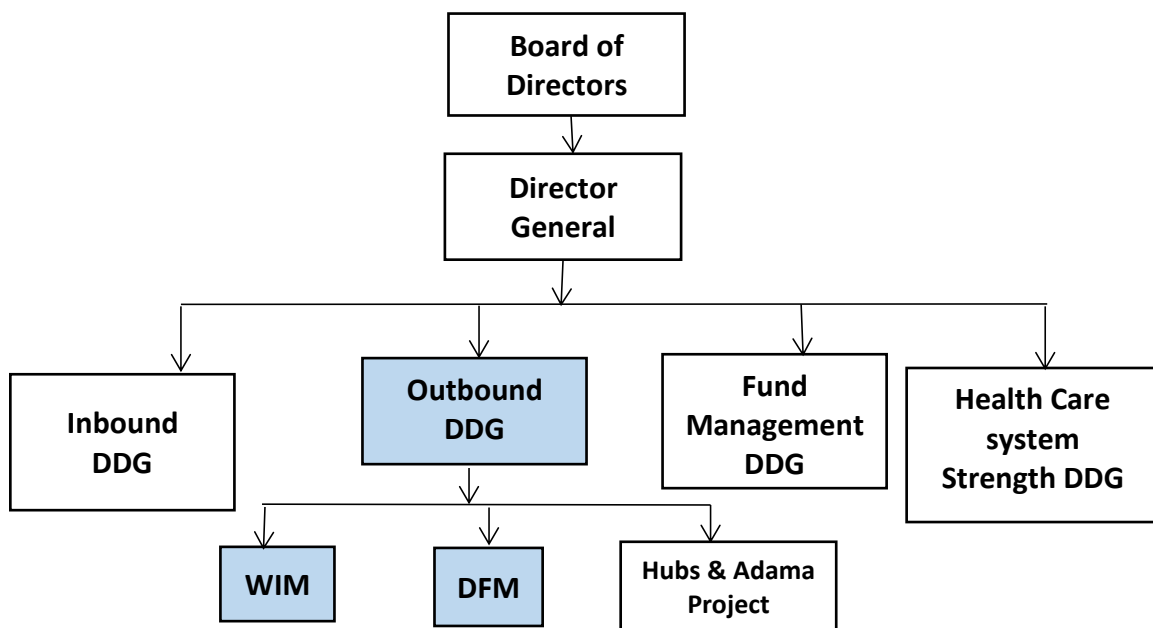 Board of
Directors
Director
General
Inbound
DDG
Outbound
DDG
Fund
Management
DDG
Health Care
system
Strength DDG
WIM
DFM
Hubs & Adama
Project